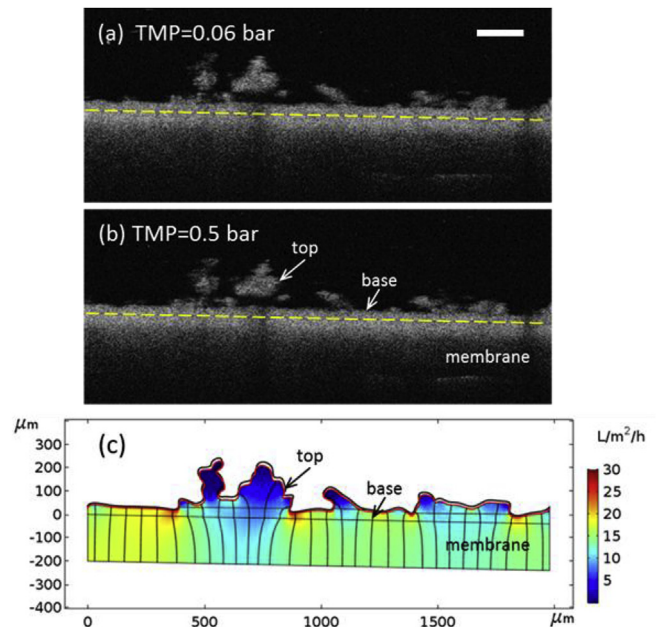 (a) TMP=0.06 bar
(b) TMP=0.5 bar
top
base
membrane
μm
(c)
L/m²/h
300
200
100
0
-100
-200
-300
-400
top
base
membrane
30
25
20
15
10
5
0
500
1000
1500
μm